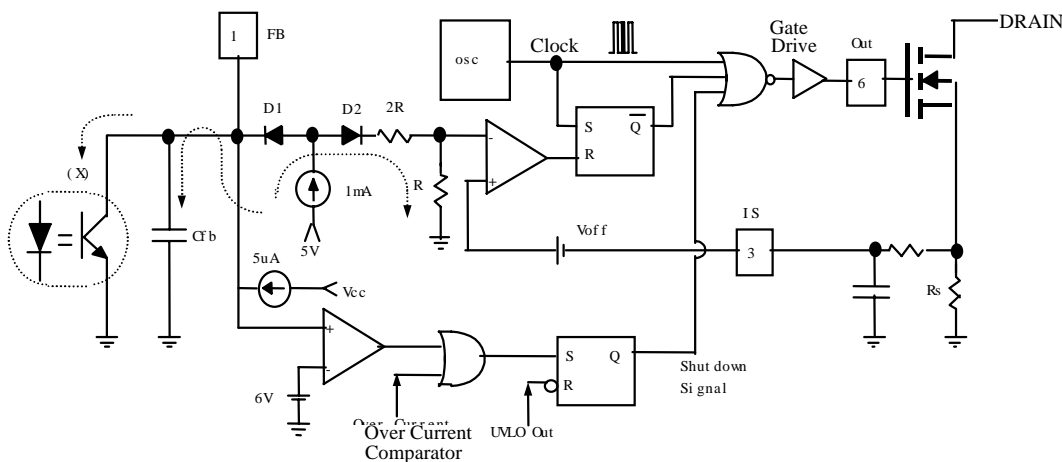 DRAIN
Gate
Drive
Out
1 FB
Clock
osc
6
D1 D2 2R
S Q
R
-
+
(X)
R
1mA
Cfb
5V
Voff
IS
3
5uA
Vcc
Rs
+
-
S Q
R
6V
Shut down
Signal
UVLO Out
Over Current
Over Current
Comparator